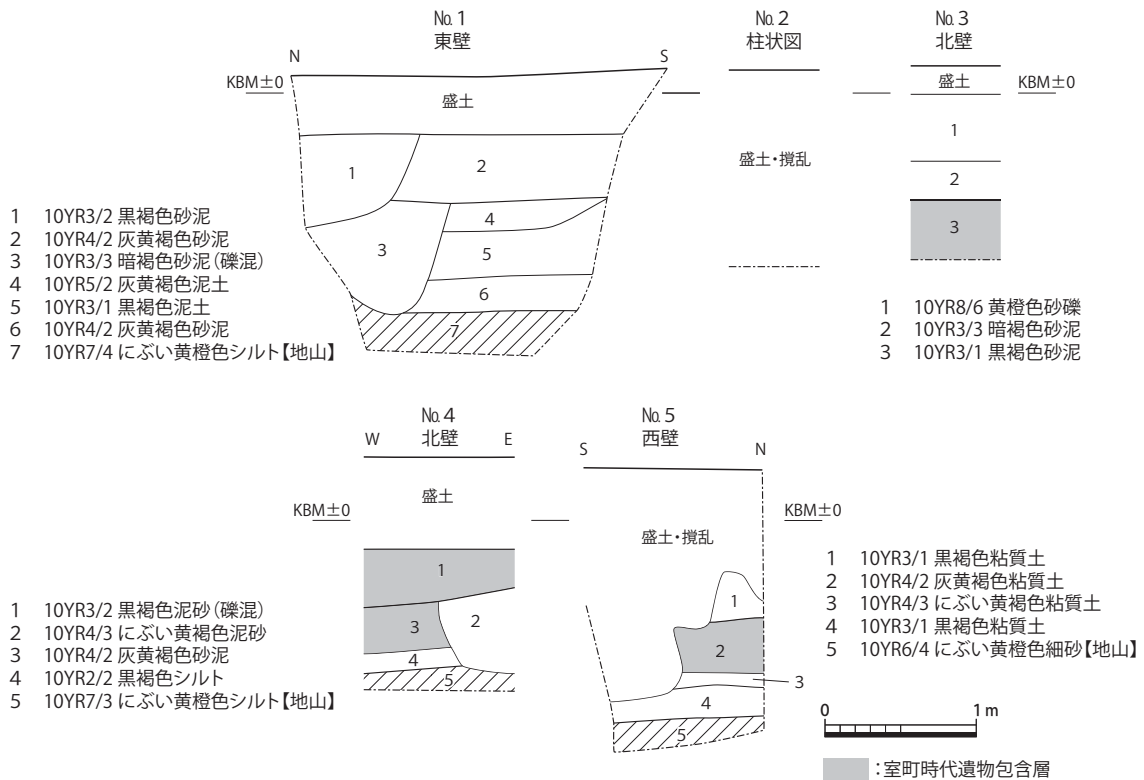 No. 1
東壁
N
S
KBM±0
盛土
1
2
3
4
5
6
7
1 10YR3/2 黒褐色砂泥
2 10YR4/2 灰黄褐色砂泥
3 10YR3/3 暗褐色砂泥(礫混)
4 10YR5/2 灰黄褐色泥土
5 10YR3/1 黒褐色泥土
6 10YR4/2 灰黄褐色砂泥
7 10YR7/4 にぶい黄橙色シルト【地山】
No. 2
柱状図
盛土・撹乱
No. 3
北壁
盛土
KBM±0
1
2
3
1 10YR8/6 黄橙色砂礫
2 10YR3/3 暗褐色砂泥
3 10YR3/1 黒褐色砂泥
No. 4
北壁
W
E
盛土
KBM±0
1
2
3
4
5
1 10YR3/2 黒褐色泥砂(礫混)
2 10YR4/3 にぶい黄褐色泥砂
3 10YR4/2 灰黄褐色砂泥
4 10YR2/2 黒褐色シルト
5 10YR7/3 にぶい黄橙色シルト【地山】
No. 5
西壁
S
N
KBM±0
盛土・撹乱
1
2
3
4
5
1 10YR3/1 黒褐色粘質土
2 10YR4/2 灰黄褐色粘質土
3 10YR4/3 にぶい黄褐色粘質土
4 10YR3/1 黒褐色粘質土
5 10YR6/4 にぶい黄橙色細砂【地山】
0
1 m
:室町時代遺物包含層